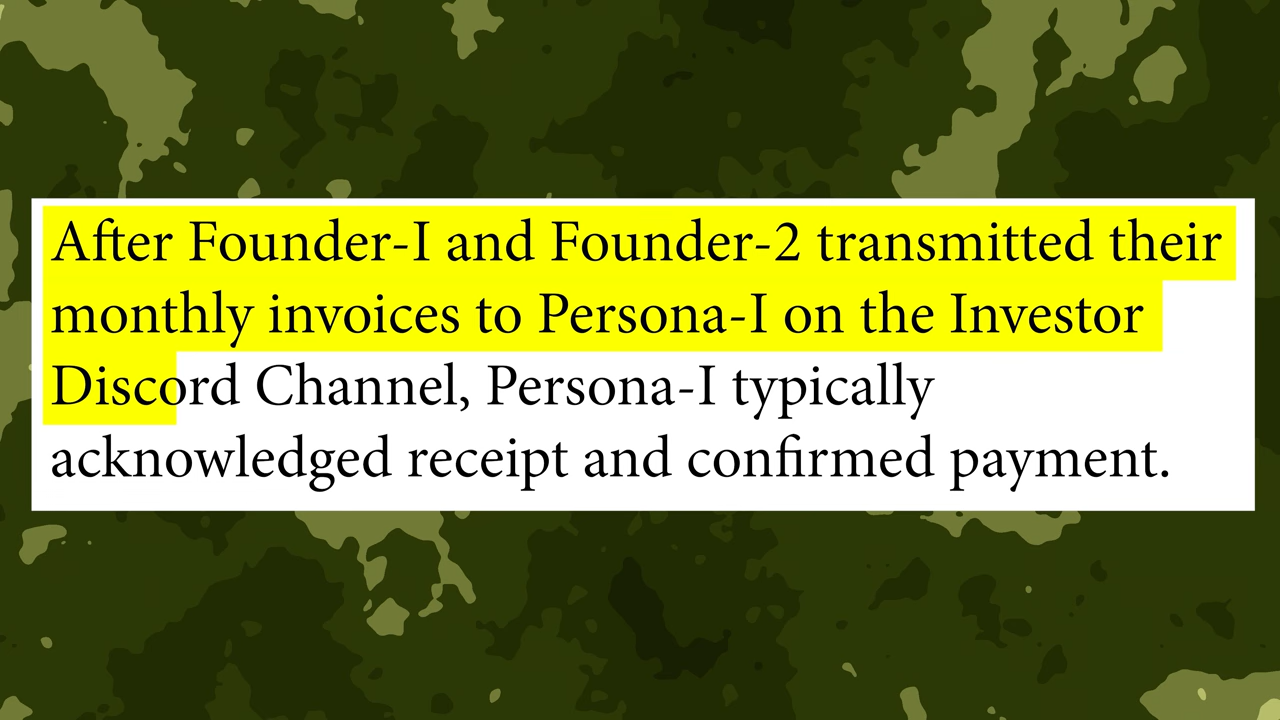 After Founder-I and Founder-2 transmitted their
monthly invoices to Persona-I on the Investor
Discord Channel, Persona-I typically
acknowledged receipt and confirmed payment.